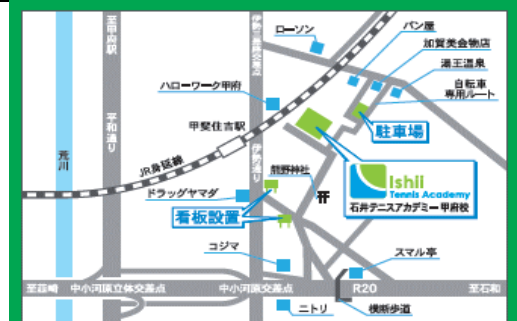 至甲府駅
伊勢三差路交差点
ローソン
パン屋
加賀美金物店
湯王温泉
自転車
専用ルート
ハローワーク甲府
駐車場
甲斐住吉駅
平和通り
荒川
JR身延線
伊勢通り
熊野神社
Ishii
Tennis Academy
石井テニスアカデミー 甲府校
ドラッグヤマダ
看板設置
コジマ
スマル亭
至韮崎
中小河原立体交差点
中小河原交差点
R20
至石和
ニトリ
横断歩道